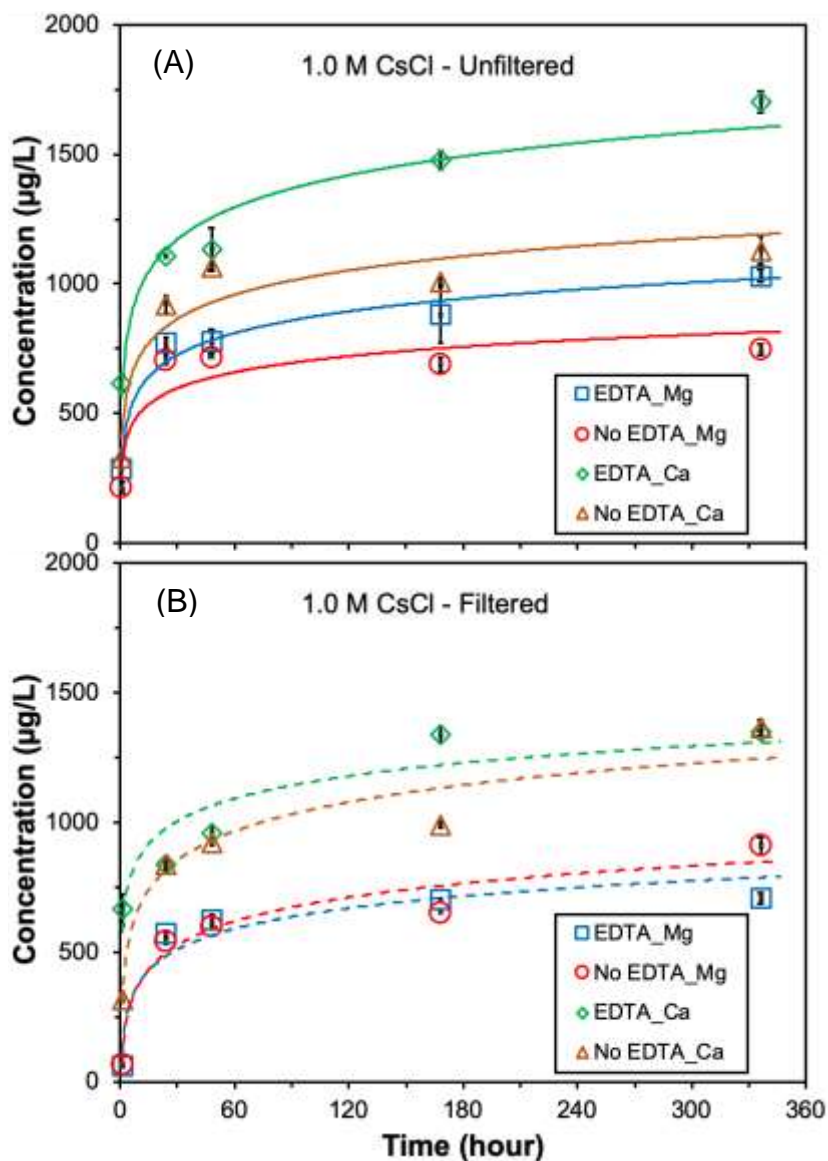 (A)
1.0 M CsCl - Unfiltered
Concentration (µg/L)
2000
1500
1000
500
0
EDTA_Mg
No EDTA_Mg
EDTA_Ca
No EDTA_Ca
(B)
1.0 M CsCl - Filtered
Concentration (µg/L)
2000
1500
1000
500
0
EDTA_Mg
No EDTA_Mg
EDTA_Ca
No EDTA_Ca
0 60 120 180 240 300 360
Time (hour)